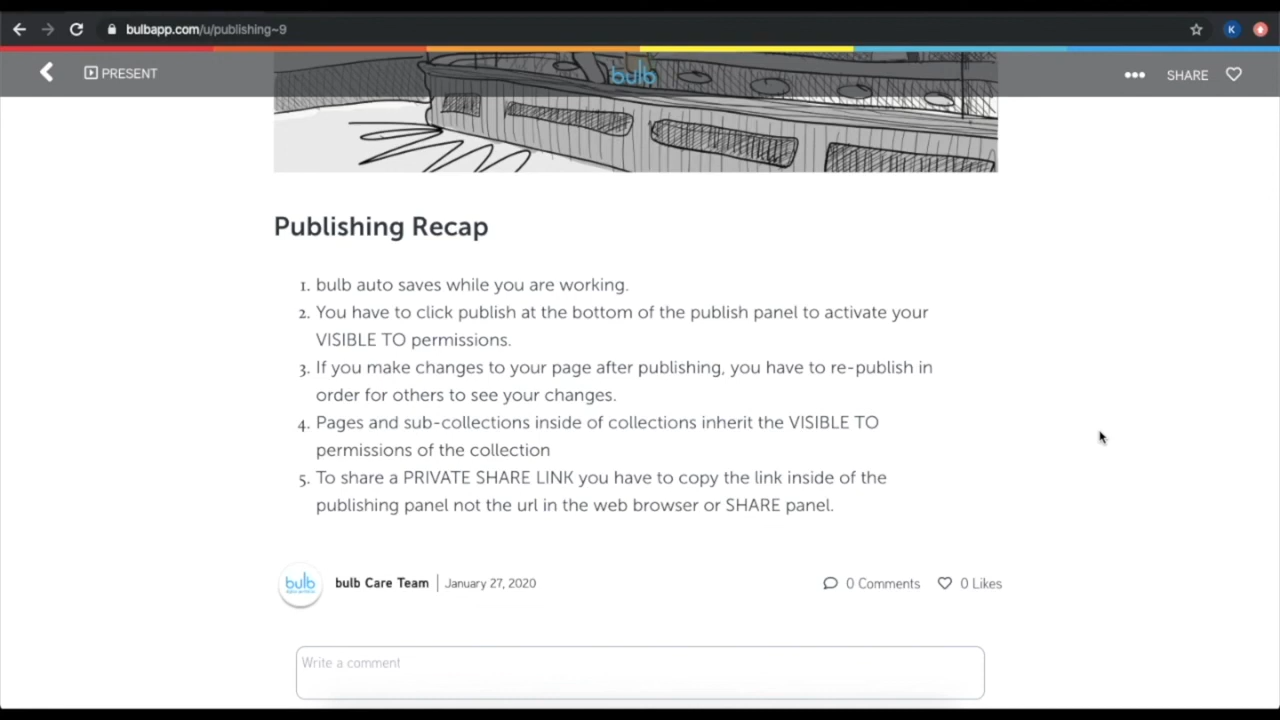 bulbapp.com/u/publishing~9
K
PRESENT
bulb
SHARE
Publishing Recap
1. bulb auto saves while you are working.
2. You have to click publish at the bottom of the publish panel to activate your
VISIBLE TO permissions.
3. If you make changes to your page after publishing, you have to re-publish in
order for others to see your changes.
4. Pages and sub-collections inside of collections inherit the VISIBLE TO
permissions of the collection
5. To share a PRIVATE SHARE LINK you have to copy the link inside of the
publishing panel not the url in the web browser or SHARE panel.
bulb
bulb Care Team | January 27, 2020
0 Comments
0 Likes
Write a comment